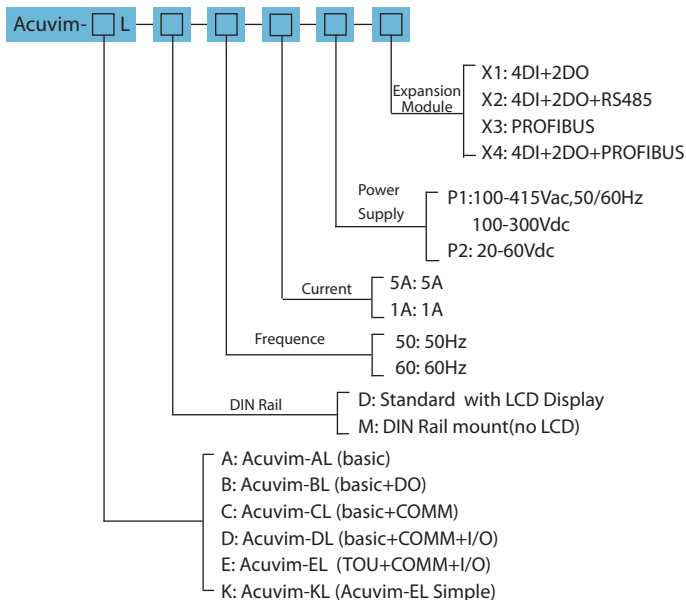 Acuvim- L
Expansion
Module
X1: 4DI+2DO
X2: 4DI+2DO+RS485
X3: PROFIBUS
X4: 4DI+2DO+PROFIBUS
Power
Supply
P1:100-415Vac,50/60Hz
100-300Vdc
P2: 20-60Vdc
Current
5A: 5A
1A: 1A
Frequence
50: 50Hz
60: 60Hz
DIN Rail
D: Standard with LCD Display
M: DIN Rail mount(no LCD)
A: Acuvim-AL (basic)
B: Acuvim-BL (basic+DO)
C: Acuvim-CL (basic+COMM)
D: Acuvim-DL (basic+COMM+I/O)
E: Acuvim-EL (TOU+COMM+I/O)
K: Acuvim-KL (Acuvim-EL Simple)